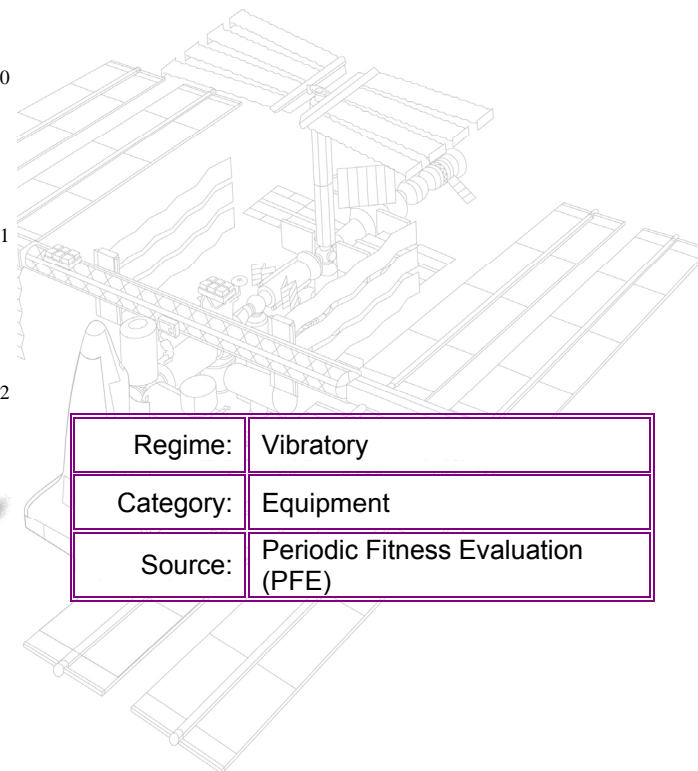 0
1
2
Regime: Vibratory
Category: Equipment
Source: Periodic Fitness Evaluation
(PFE)